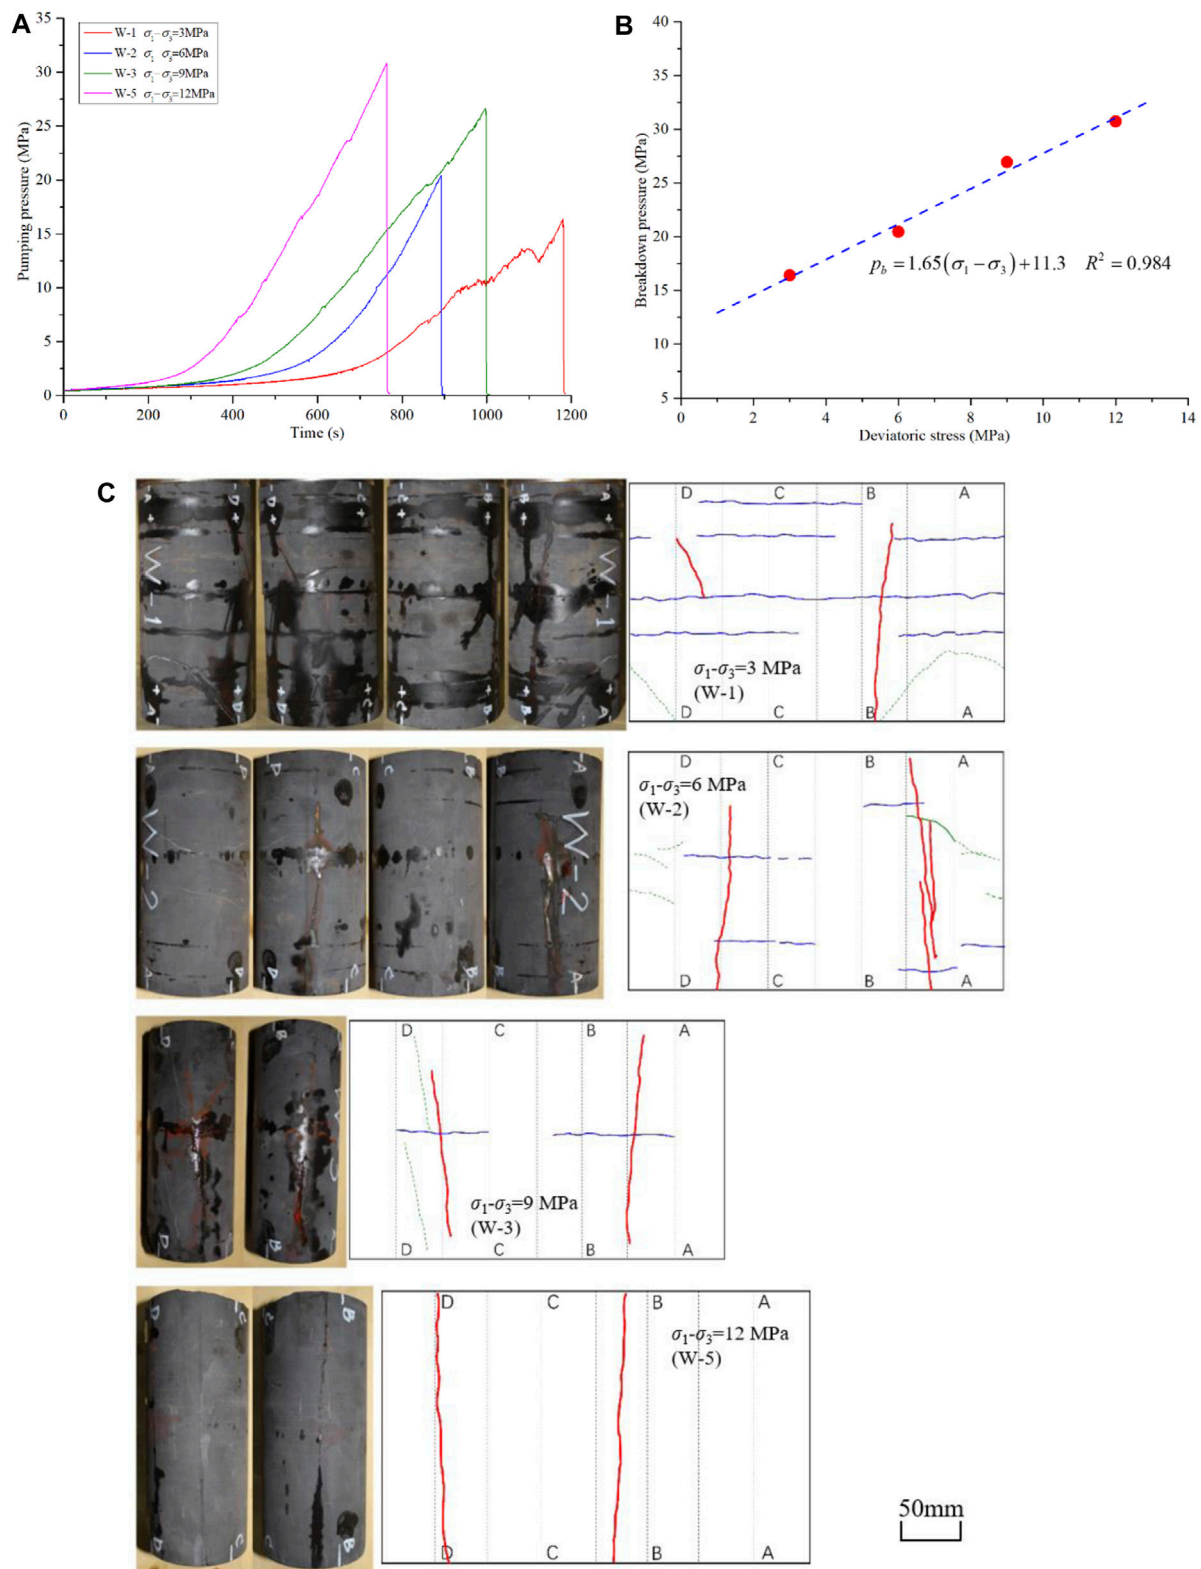 A
35
30
25
20
15
10
5
0
Pumping pressure (MPa)
W-1 σ₁-σ₃=3MPa
W-2 σ₁ σ₃=6MPa
W-3 σ₁-σ₃=9MPa
W-5 σ₁-σ₃=12MPa
0 200 400 600 800 1000 1200
Time (s)
B
40
35
30
25
20
15
10
5
Breakdown pressure (MPa)
p_b = 1.65(σ₁ − σ₃) + 11.3 R² = 0.984
0 2 4 6 8 10 12 14
Deviatoric stress (MPa)
C
W-1
W-1
D C B A
σ₁-σ₃=3 MPa
(W-1)
D C B A
W-2
W-2
D C B A
σ₁-σ₃=6 MPa
(W-2)
D C B A
D C B A
σ₁-σ₃=9 MPa
(W-3)
D C B A
D C B A
σ₁-σ₃=12 MPa
(W-5)
D C B A
50mm